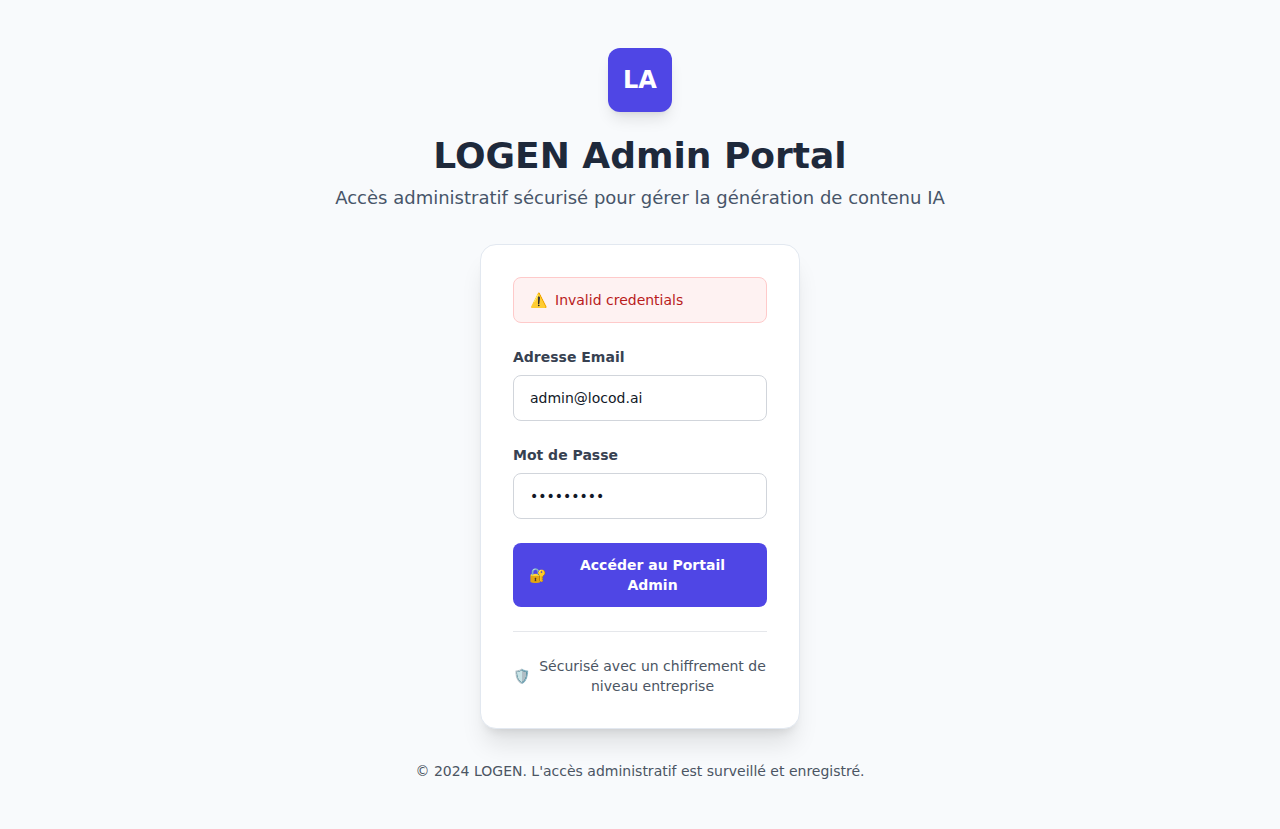 LA
LOGEN Admin Portal
Accès administratif sécurisé pour gérer la génération de contenu IA
⚠️ Invalid credentials
Adresse Email
admin@locod.ai
Mot de Passe
•••••••••
🔐 Accéder au Portail
Admin
🛡️ Sécurisé avec un chiffrement de
niveau entreprise
© 2024 LOGEN. L'accès administratif est surveillé et enregistré.